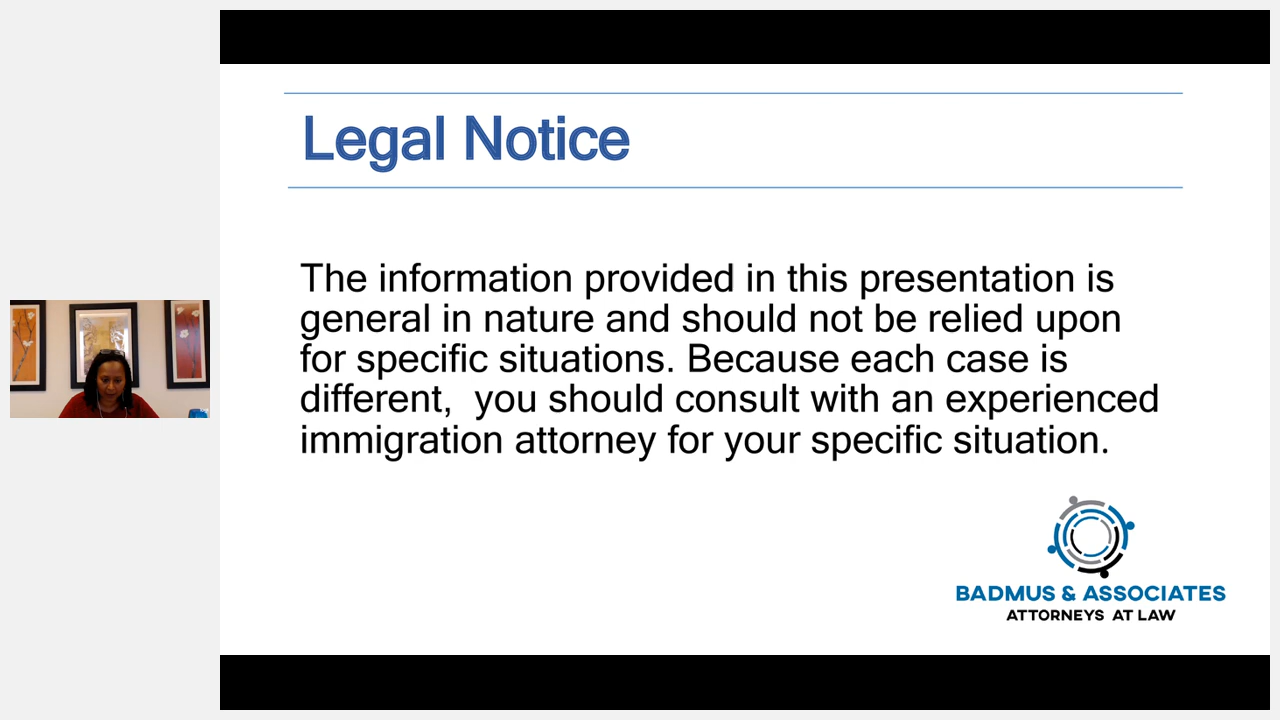 Legal Notice
The information provided in this presentation is
general in nature and should not be relied upon
for specific situations. Because each case is
different,  you should consult with an experienced
immigration attorney for your specific situation.
BADMUS & ASSOCIATES
ATTORNEYS AT LAW